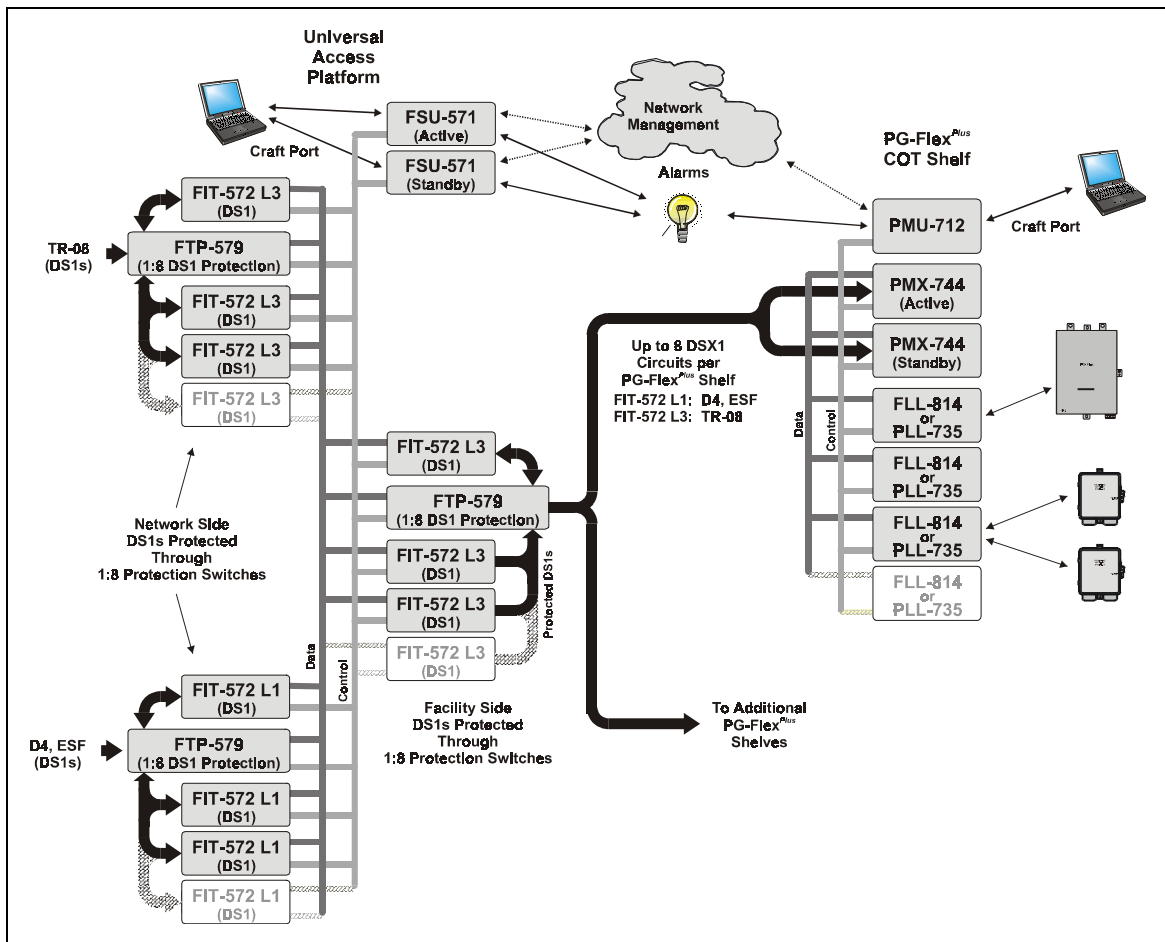 Universal
Access
Platform
Craft Port
FSU-571
(Active)
FSU-571
(Standby)
Network
Management
Alarms
PG-FlexPlus
COT Shelf
PMU-712
Craft Port
PMX-744
(Active)
PMX-744
(Standby)
FLL-814
or
PLL-735
FLL-814
or
PLL-735
FLL-814
or
PLL-735
FLL-814
or
PLL-735
Data
Control
Up to 8 DSX1
Circuits per
PG-FlexPlus Shelf
FIT-572 L1: D4, ESF
FIT-572 L3: TR-08
FIT-572 L3
(DS1)
TR-08
(DS1s)
FTP-579
(1:8 DS1 Protection)
FIT-572 L3
(DS1)
FIT-572 L3
(DS1)
FIT-572 L3
(DS1)
Network Side
DS1s Protected
Through
1:8 Protection Switches
FIT-572 L3
(DS1)
FTP-579
(1:8 DS1 Protection)
FIT-572 L3
(DS1)
FIT-572 L3
(DS1)
FIT-572 L3
(DS1)
Protected DS1s
Data
Control
Facility Side
DS1s Protected
Through
1:8 Protection Switches
To Additional
PG-FlexPlus
Shelves
FIT-572 L1
(DS1)
D4, ESF
(DS1s)
FTP-579
(1:8 DS1 Protection)
FIT-572 L1
(DS1)
FIT-572 L1
(DS1)
FIT-572 L1
(DS1)